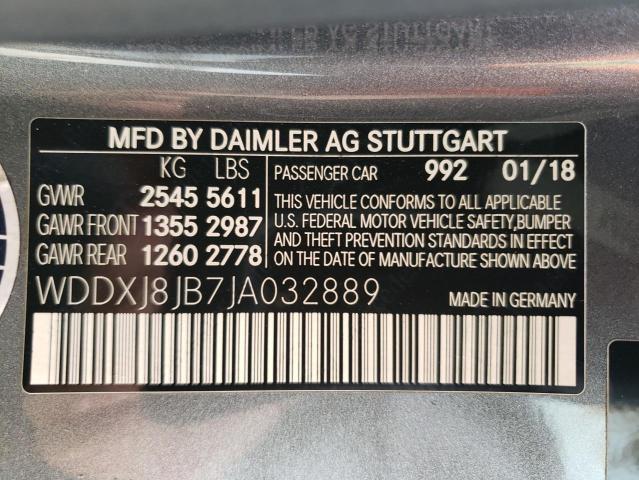 MFD BY DAIMLER AG STUTTGART
KG LBS
GVWR 2545 5611
GAWR FRONT 1355 2987
GAWR REAR 1260 2778
PASSENGER CAR 992 01/18
THIS VEHICLE CONFORMS TO ALL APPLICABLE
U.S. FEDERAL MOTOR VEHICLE SAFETY,BUMPER
AND THEFT PREVENTION STANDARDS IN EFFECT
ON THE DATE OF MANUFACTURE SHOWN ABOVE.
WDDXJ8JB7JA032889 MADE IN GERMANY